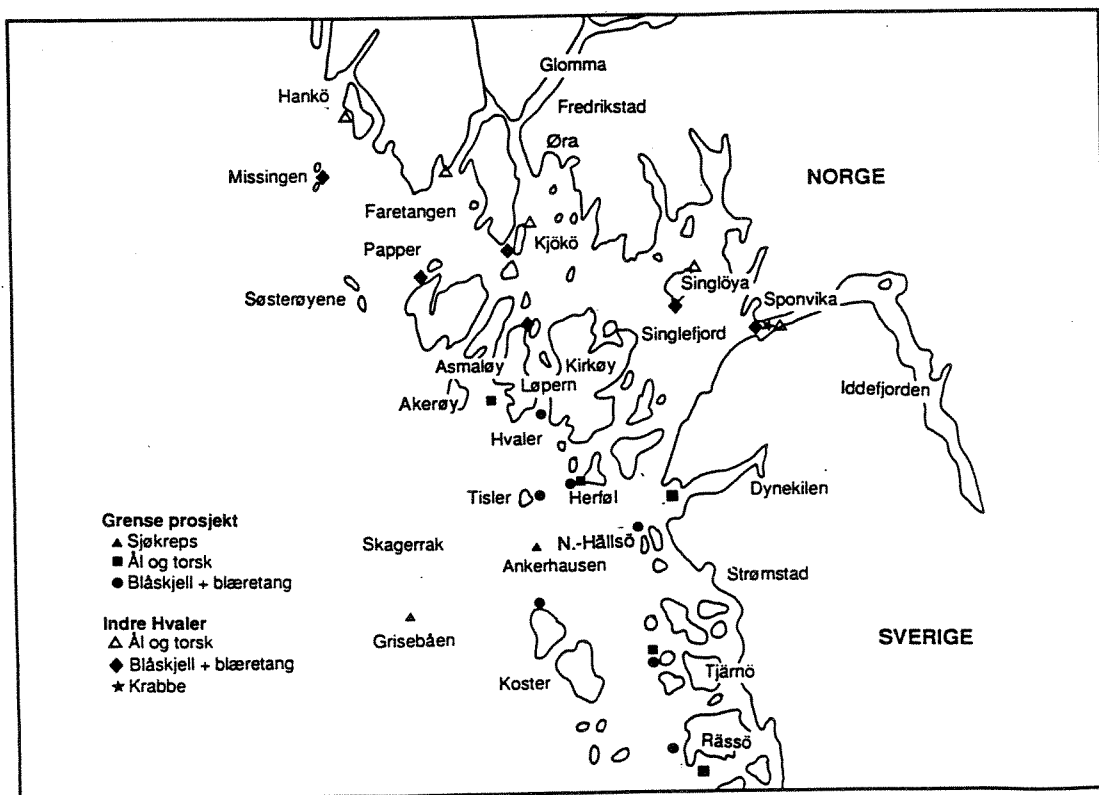 Glomma
Hankö
Fredrikstad
Øra
Missingen
NORGE
Faretangen
Kjökö
Papper
Singlöya
Søsterøyene
Sponvika
Singlefjord
Asmaløy
Kirkøy
Løpern
Iddefjorden
Akerøy
Hvaler
Tisler
Herføl
Dynekilen
Skagerrak
N.-Hällsö
Ankerhausen
Strømstad
Grisebåen
SVERIGE
Koster
Tjärnö
Rässö
Grense prosjekt
Sjøkreps
Ål og torsk
Blåskjell + blæretang
Indre Hvaler
Ål og torsk
Blåskjell + blæretang
Krabbe